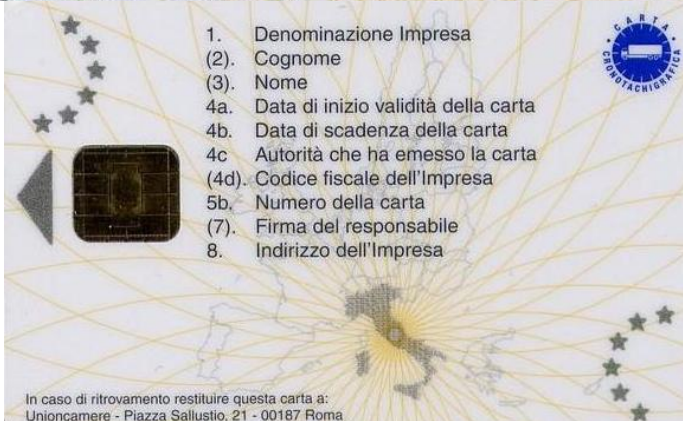 1. Denominazione Impresa
(2). Cognome
(3). Nome
4a. Data di inizio validità della carta
4b. Data di scadenza della carta
4c Autorità che ha emesso la carta
(4d). Codice fiscale dell'Impresa
5b. Numero della carta
(7). Firma del responsabile
8. Indirizzo dell'Impresa
CARTA
CRONOTACHIGRAFICA
In caso di ritrovamento restituire questa carta a:
Unioncamere - Piazza Sallustio, 21 - 00187 Roma